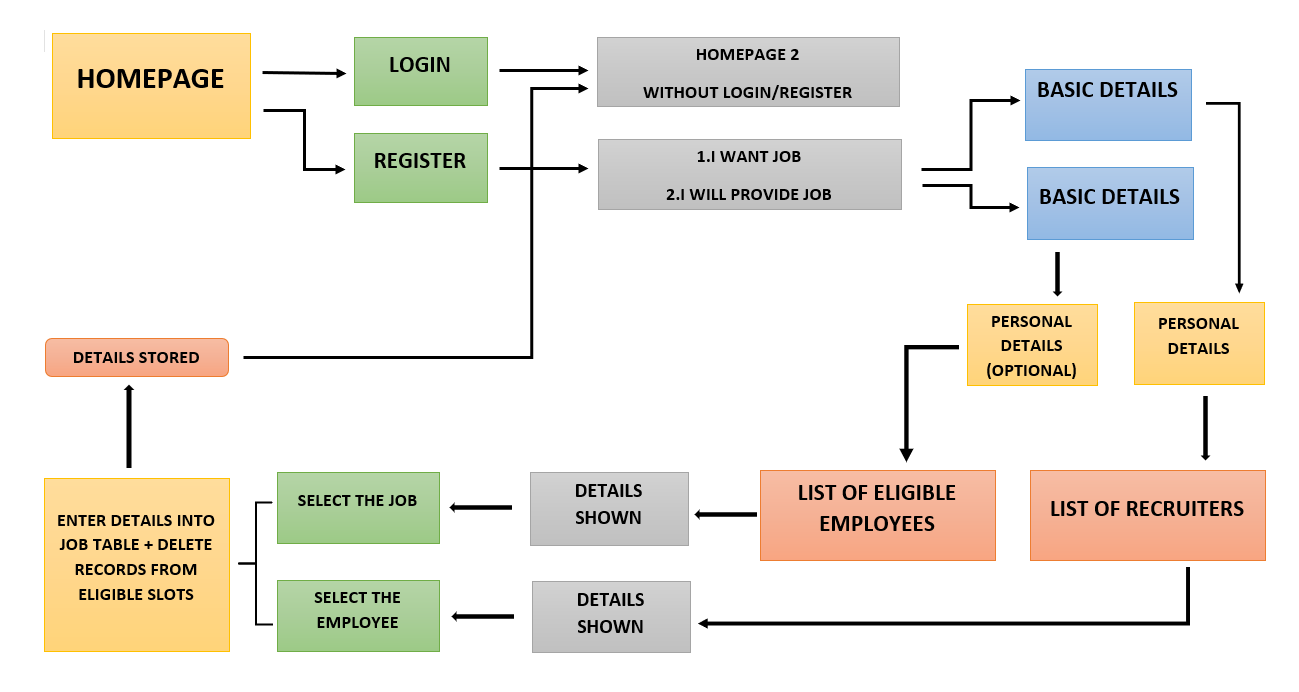 HOMEPAGE
LOGIN
REGISTER
HOMEPAGE 2
WITHOUT LOGIN/REGISTER
1.I WANT JOB
2.I WILL PROVIDE JOB
BASIC DETAILS
BASIC DETAILS
PERSONAL
DETAILS
(OPTIONAL)
PERSONAL
DETAILS
DETAILS STORED
LIST OF ELIGIBLE
EMPLOYEES
LIST OF RECRUITERS
DETAILS
SHOWN
DETAILS
SHOWN
SELECT THE JOB
SELECT THE
EMPLOYEE
ENTER DETAILS INTO
JOB TABLE + DELETE
RECORDS FROM
ELIGIBLE SLOTS